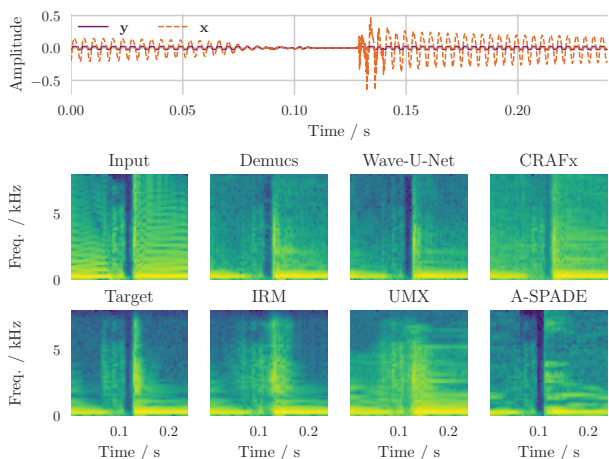 y x
0.5
0.0
−0.5
Amplitude
0.00 0.05 0.10 0.15 0.20
Time / s
Input Demucs Wave-U-Net CRAFx
5
0
Freq. / kHz
Target IRM UMX A-SPADE
5
0
Freq. / kHz
0.1 0.2 0.1 0.2 0.1 0.2 0.1 0.2
Time / s Time / s Time / s Time / s